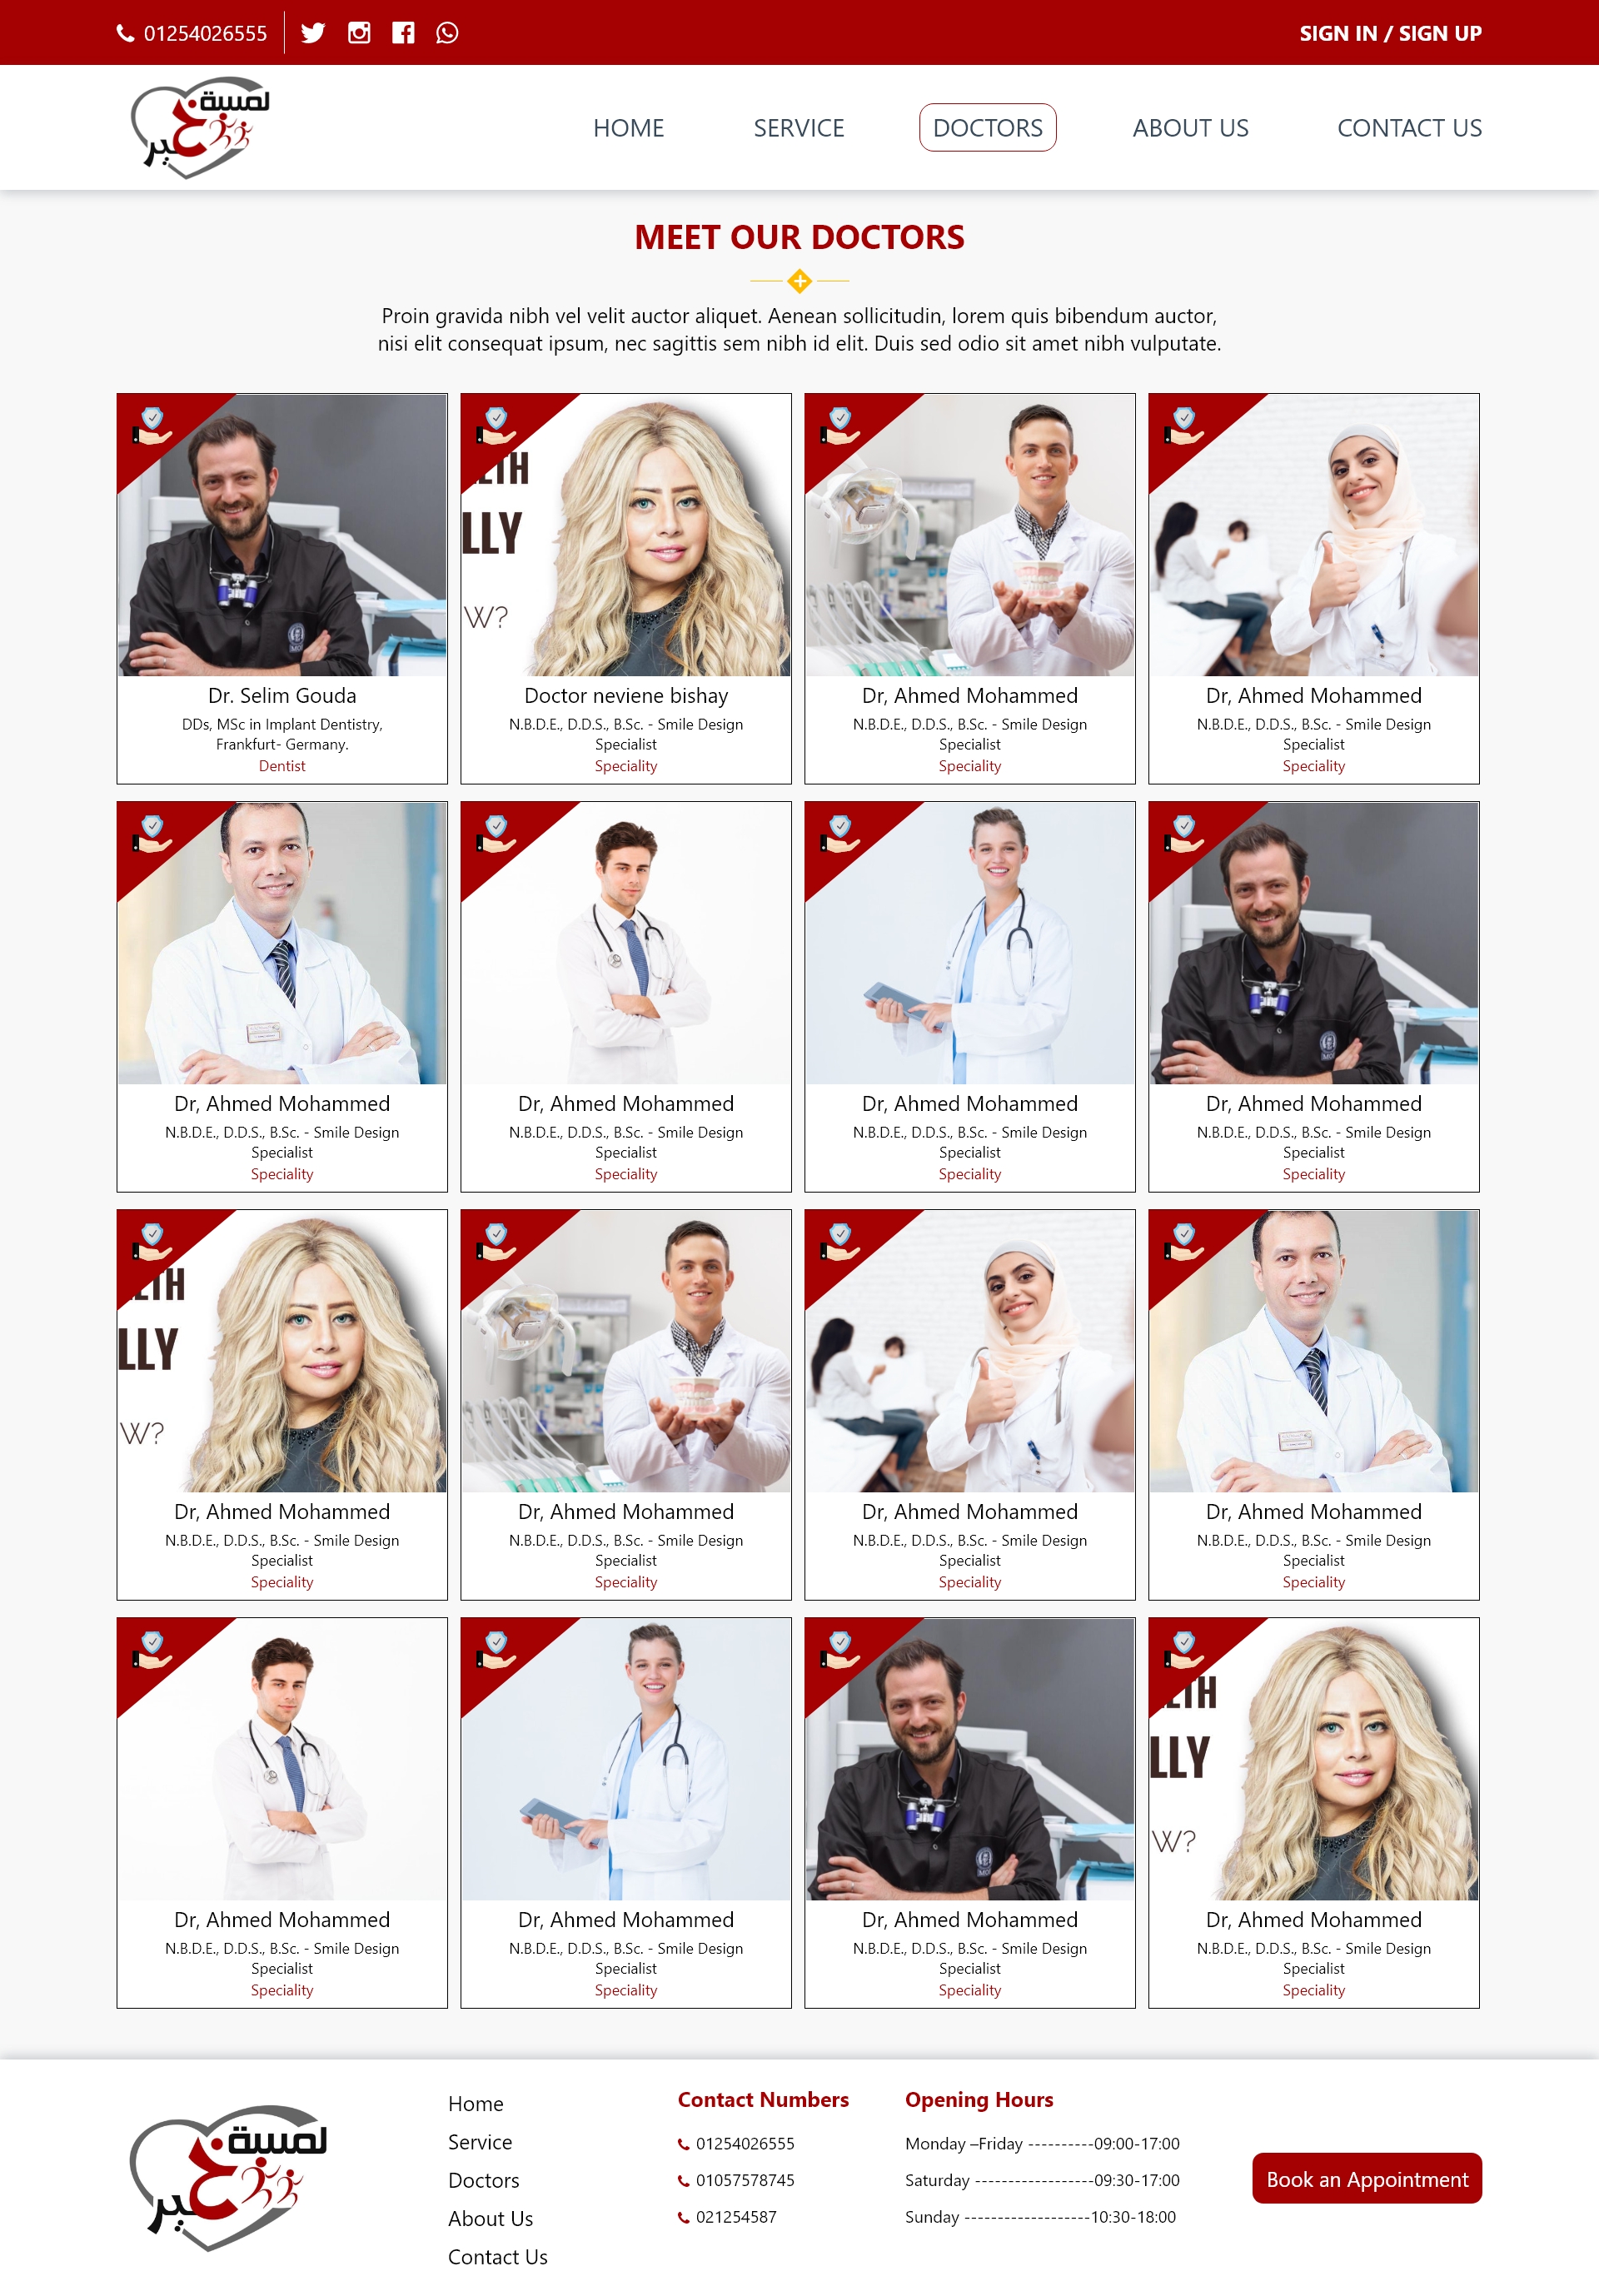 01254026555
SIGN IN / SIGN UP
لمسة
خير
HOME
SERVICE
DOCTORS
ABOUT US
CONTACT US
MEET OUR DOCTORS
Proin gravida nibh vel velit auctor aliquet. Aenean sollicitudin, lorem quis bibendum auctor,
nisi elit consequat ipsum, nec sagittis sem nibh id elit. Duis sed odio sit amet nibh vulputate.
Dr. Selim Gouda
DDs, MSc in Implant Dentistry,
Frankfurt- Germany.
Dentist
LLY
W?
Doctor neviene bishay
N.B.D.E., D.D.S., B.Sc. - Smile Design
Specialist
Speciality
Dr, Ahmed Mohammed
N.B.D.E., D.D.S., B.Sc. - Smile Design
Specialist
Speciality
Dr, Ahmed Mohammed
N.B.D.E., D.D.S., B.Sc. - Smile Design
Specialist
Speciality
Dr, Ahmed Mohammed
N.B.D.E., D.D.S., B.Sc. - Smile Design
Specialist
Speciality
Dr, Ahmed Mohammed
N.B.D.E., D.D.S., B.Sc. - Smile Design
Specialist
Speciality
Dr, Ahmed Mohammed
N.B.D.E., D.D.S., B.Sc. - Smile Design
Specialist
Speciality
Dr, Ahmed Mohammed
N.B.D.E., D.D.S., B.Sc. - Smile Design
Specialist
Speciality
LLY
W?
Dr, Ahmed Mohammed
N.B.D.E., D.D.S., B.Sc. - Smile Design
Specialist
Speciality
Dr, Ahmed Mohammed
N.B.D.E., D.D.S., B.Sc. - Smile Design
Specialist
Speciality
Dr, Ahmed Mohammed
N.B.D.E., D.D.S., B.Sc. - Smile Design
Specialist
Speciality
Dr, Ahmed Mohammed
N.B.D.E., D.D.S., B.Sc. - Smile Design
Specialist
Speciality
Dr, Ahmed Mohammed
N.B.D.E., D.D.S., B.Sc. - Smile Design
Specialist
Speciality
Dr, Ahmed Mohammed
N.B.D.E., D.D.S., B.Sc. - Smile Design
Specialist
Speciality
Dr, Ahmed Mohammed
N.B.D.E., D.D.S., B.Sc. - Smile Design
Specialist
Speciality
LLY
W?
Dr, Ahmed Mohammed
N.B.D.E., D.D.S., B.Sc. - Smile Design
Specialist
Speciality
لمسة
خير
Home
Service
Doctors
About Us
Contact Us
Contact Numbers
01254026555
01057578745
021254587
Opening Hours
Monday –Friday ----------09:00-17:00
Saturday ------------------09:30-17:00
Sunday -------------------10:30-18:00
Book an Appointment